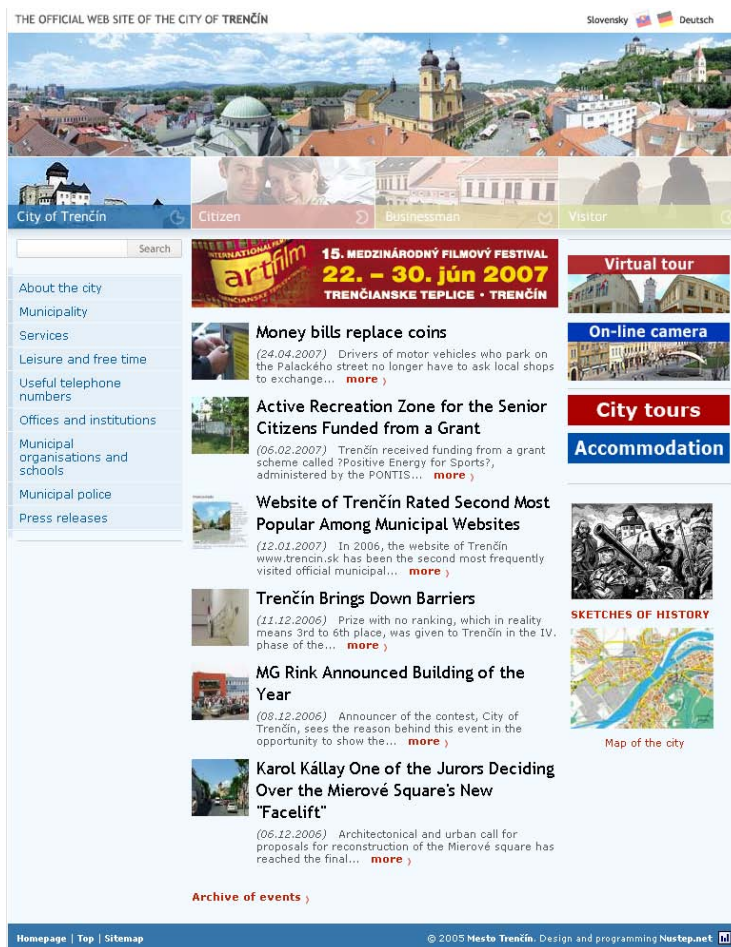 THE OFFICIAL WEB SITE OF THE CITY OF TRENČÍN
Slovensky
Deutsch
City of Trenčín
Citizen
Businessman
Visitor
Search
About the city
Municipality
Services
Leisure and free time
Useful telephone
numbers
Offices and institutions
Municipal
organisations and
schools
Municipal police
Press releases
INTERNATIONAL FILM
artfilm
15. MEDZINÁRODNÝ FILMOVÝ FESTIVAL
22. – 30. jún 2007
TRENČIANSKE TEPLICE • TRENČÍN
Money bills replace coins
(24.04.2007) Drivers of motor vehicles who park on
the Palackého street no longer have to ask local shops
to exchange... more
Active Recreation Zone for the Senior
Citizens Funded from a Grant
(06.02.2007) Trenčín received funding from a grant
scheme called ?Positive Energy for Sports?,
administered by the PONTIS... more
Website of Trenčín Rated Second Most
Popular Among Municipal Websites
(12.01.2007) In 2006, the website of Trenčín
www.trencin.sk has been the second most frequently
visited official municipal... more
Trenčín Brings Down Barriers
(11.12.2006) Prize with no ranking, which in reality
means 3rd to 6th place, was given to Trenčín in the IV.
phase of the... more
MG Rink Announced Building of the
Year
(08.12.2006) Announcer of the contest, City of
Trenčín, sees the reason behind this event in the
opportunity to show the... more
Karol Kállay One of the Jurors Deciding
Over the Mierové Square's New
"Facelift"
(06.12.2006) Architectonical and urban call for
proposals for reconstruction of the Mierové square has
reached the final... more
Archive of events
Virtual tour
On-line camera
City tours
Accommodation
SKETCHES OF HISTORY
Map of the city
Homepage | Top | Sitemap
© 2005 Mesto Trenčín. Design and programming Nustep.net